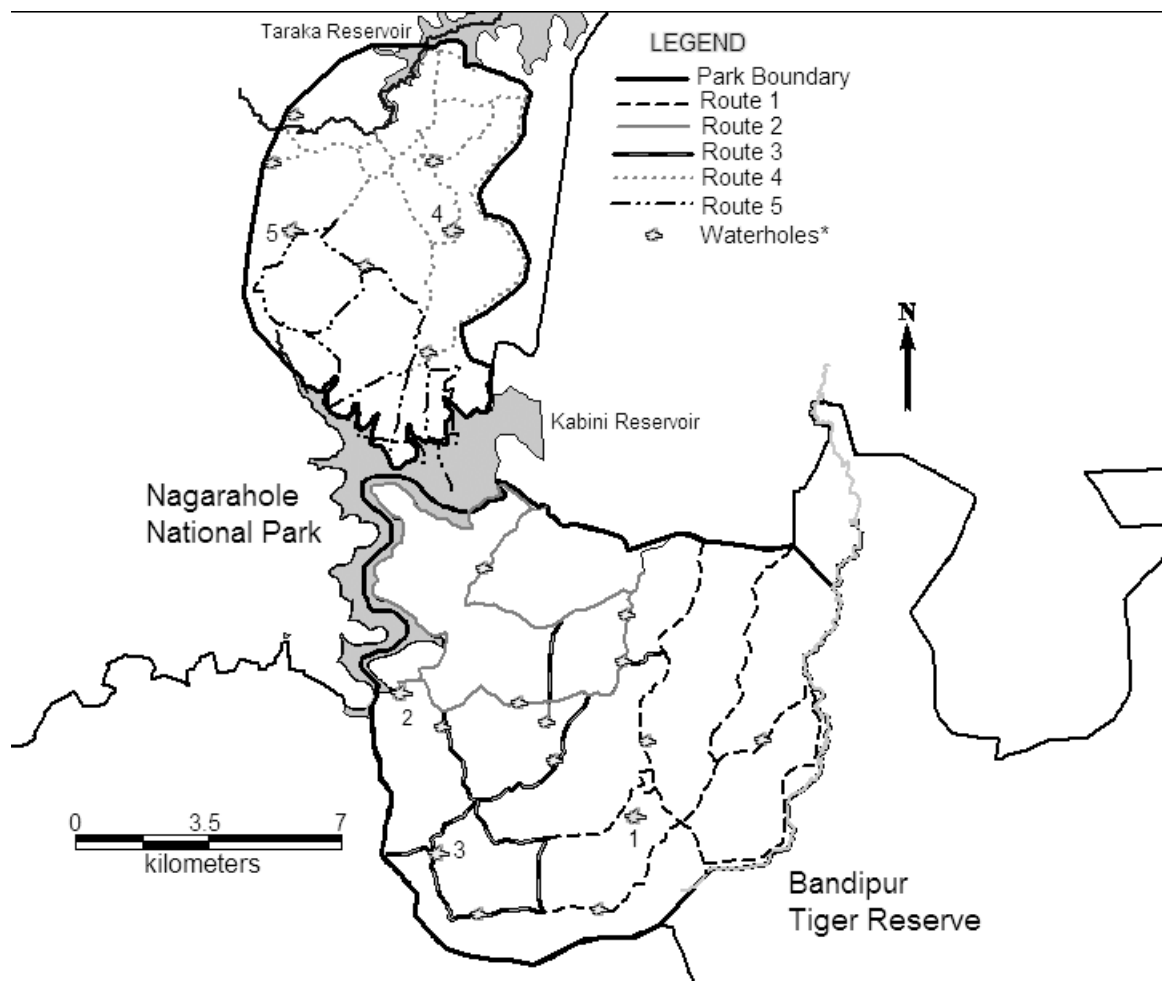 Taraka Reservoir
LEGEND
Park Boundary
Route 1
Route 2
Route 3
Route 4
Route 5
Waterholes*
4
5
N
Kabini Reservoir
Nagarahole
National Park
2
0 3.5 7
kilometers
1
3
Bandipur
Tiger Reserve